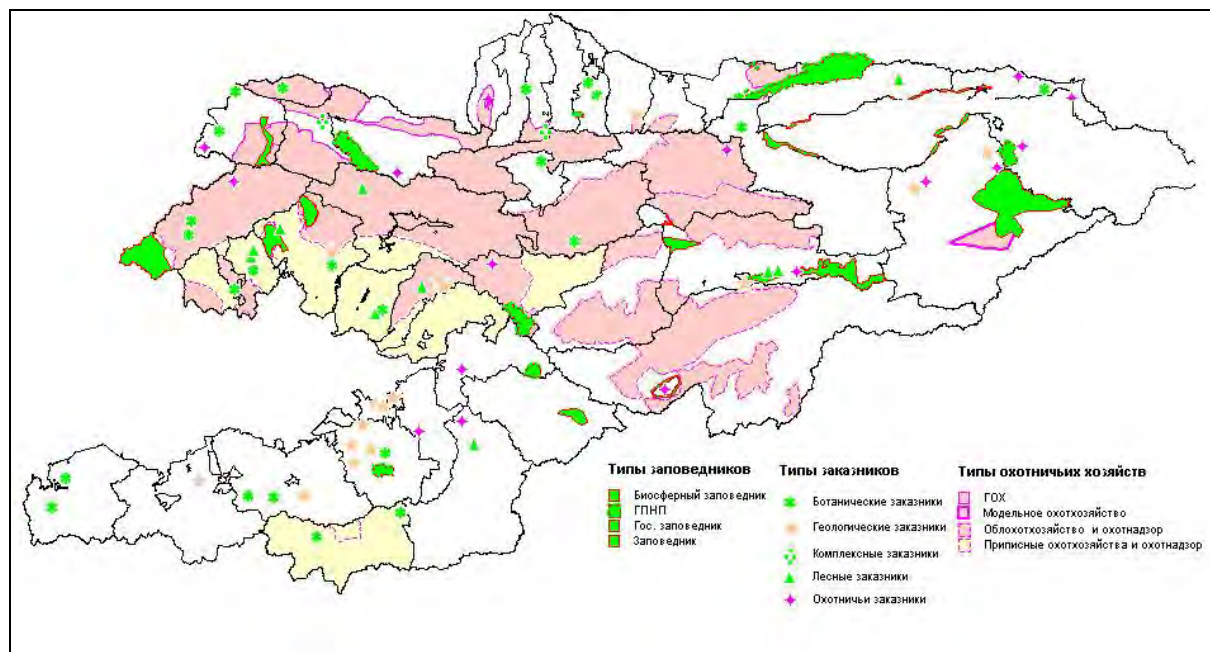 Типы заповедников
Биосферный заповедник
ГПНП
Гос. заповедник
Заповедник
Типы заказников
Ботанические заказники
Геологические заказники
Комплексные заказники
Лесные заказники
Охотничьи заказники
Типы охотничьих хозяйств
ГОХ
Модельное охотхозяйство
Облохотхозяйство и охотнадзор
Приписные охотхозяйства и охотнадзор